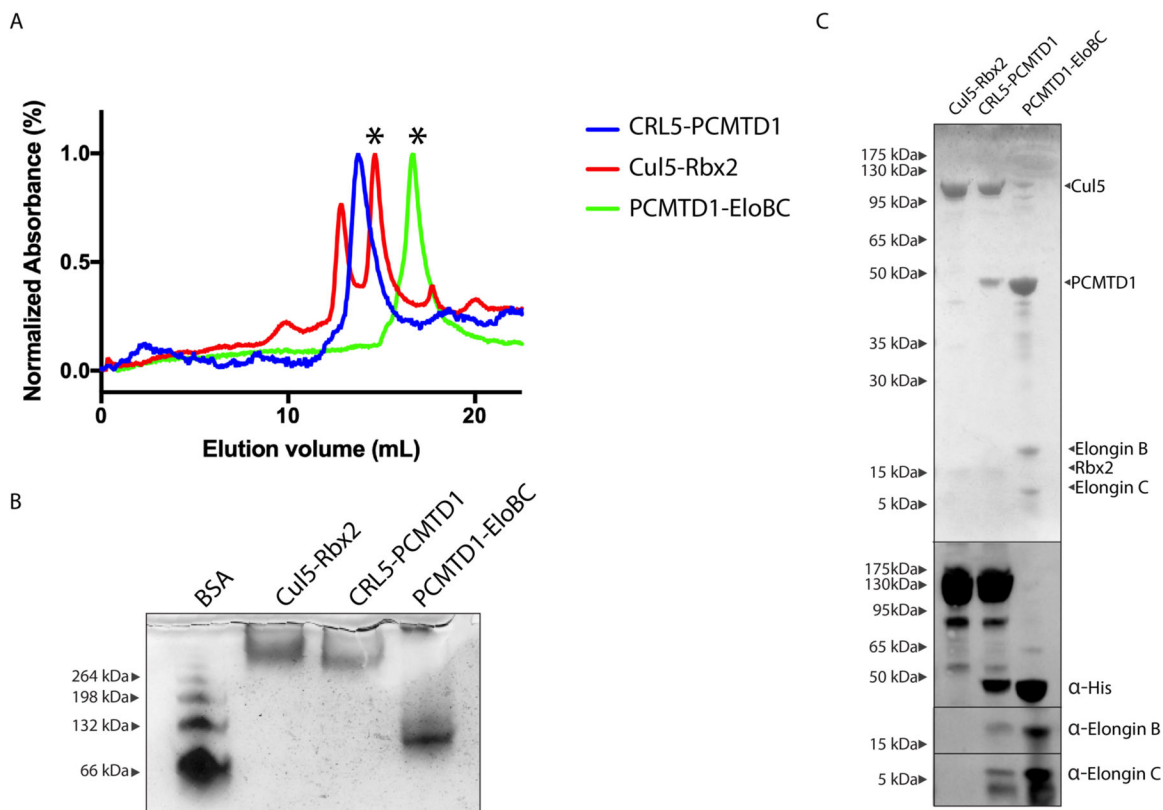 A
Normalized Absorbance (%)
1.0
0.5
0.0
* *
0 10 20
Elution volume (mL)
CRL5-PCMTD1
Cul5-Rbx2
PCMTD1-EloBC
B
BSA
Cul5-Rbx2
CRL5-PCMTD1
PCMTD1-EloBC
264 kDa
198 kDa
132 kDa
66 kDa
C
Cul5-Rbx2
CRL5-PCMTD1
PCMTD1-EloBC
175 kDa
130 kDa
95 kDa
65 kDa
50 kDa
35 kDa
30 kDa
15 kDa
5 kDa
Cul5
PCMTD1
Elongin B
Rbx2
Elongin C
175kDa
130kDa
95kDa
65 kDa
50 kDa
α-His
15 kDa
α-Elongin B
5 kDa
α-Elongin C